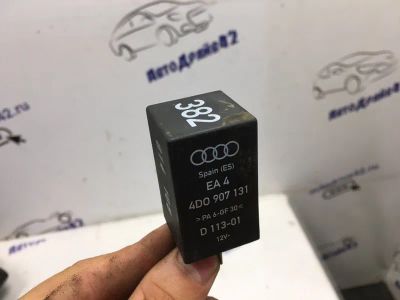 АвтоДрайв82
382
Spain (ES)
EA 4
4D0 907 131
> PA 6-GF 30 <
D 113-01
12V-